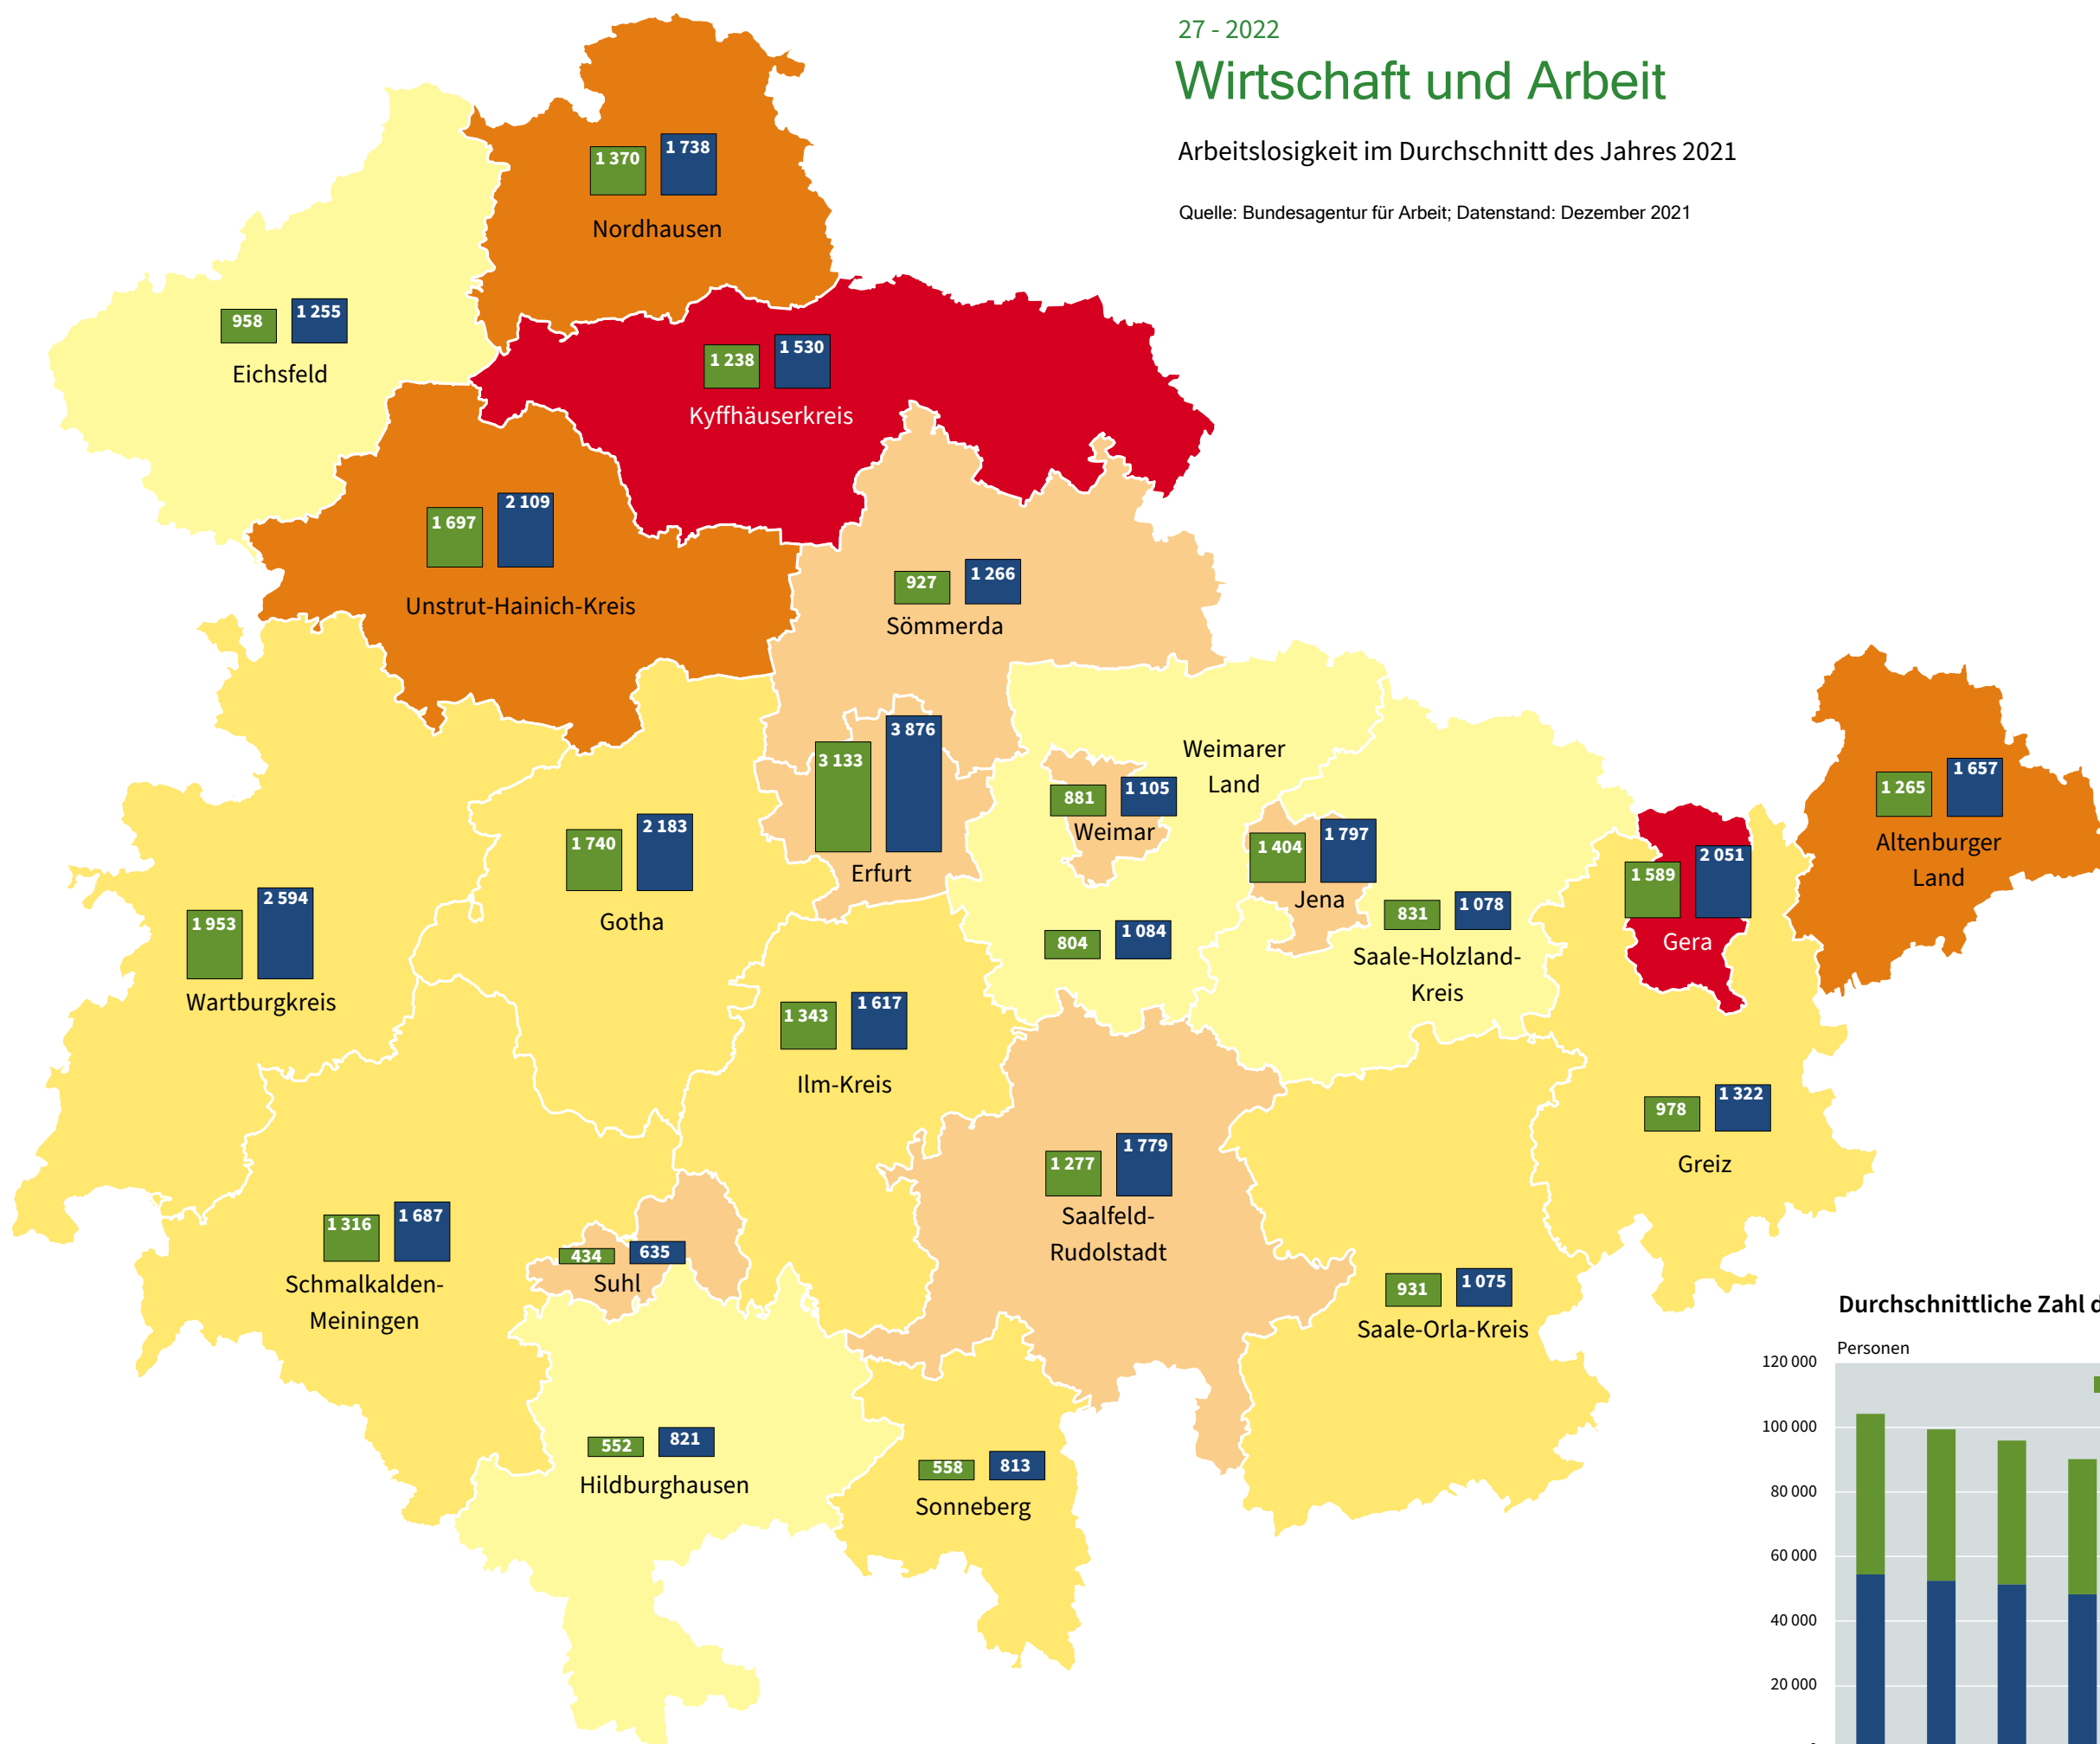 27 - 2022
Wirtschaft und Arbeit
Arbeitslosigkeit im Durchschnitt des Jahres 2021
Quelle: Bundesagentur für Arbeit; Datenstand: Dezember 2021
1 370
1 738
Nordhausen
958
1 255
Eichsfeld
1 238
1 530
Kyffhäuserkreis
1 697
2 109
Unstrut-Hainich-Kreis
927
1 266
Sömmerda
3 133
3 876
Erfurt
Weimarer
Land
881
1 105
Weimar
804
1 084
1 404
1 797
Jena
831
1 078
Saale-Holzland-
Kreis
1 589
2 051
Gera
1 265
1 657
Altenburger
Land
1 740
2 183
Gotha
1 953
2 594
Wartburgkreis
1 343
1 617
Ilm-Kreis
978
1 322
Greiz
1 277
1 779
Saalfeld-
Rudolstadt
1 316
1 687
Schmalkalden-
Meiningen
434
635
Suhl
931
1 075
Saale-Orla-Kreis
552
821
Hildburghausen
558
813
Sonneberg
Durchschnittliche Zahl
Personen
120 000
100 000
80 000
60 000
40 000
20 000